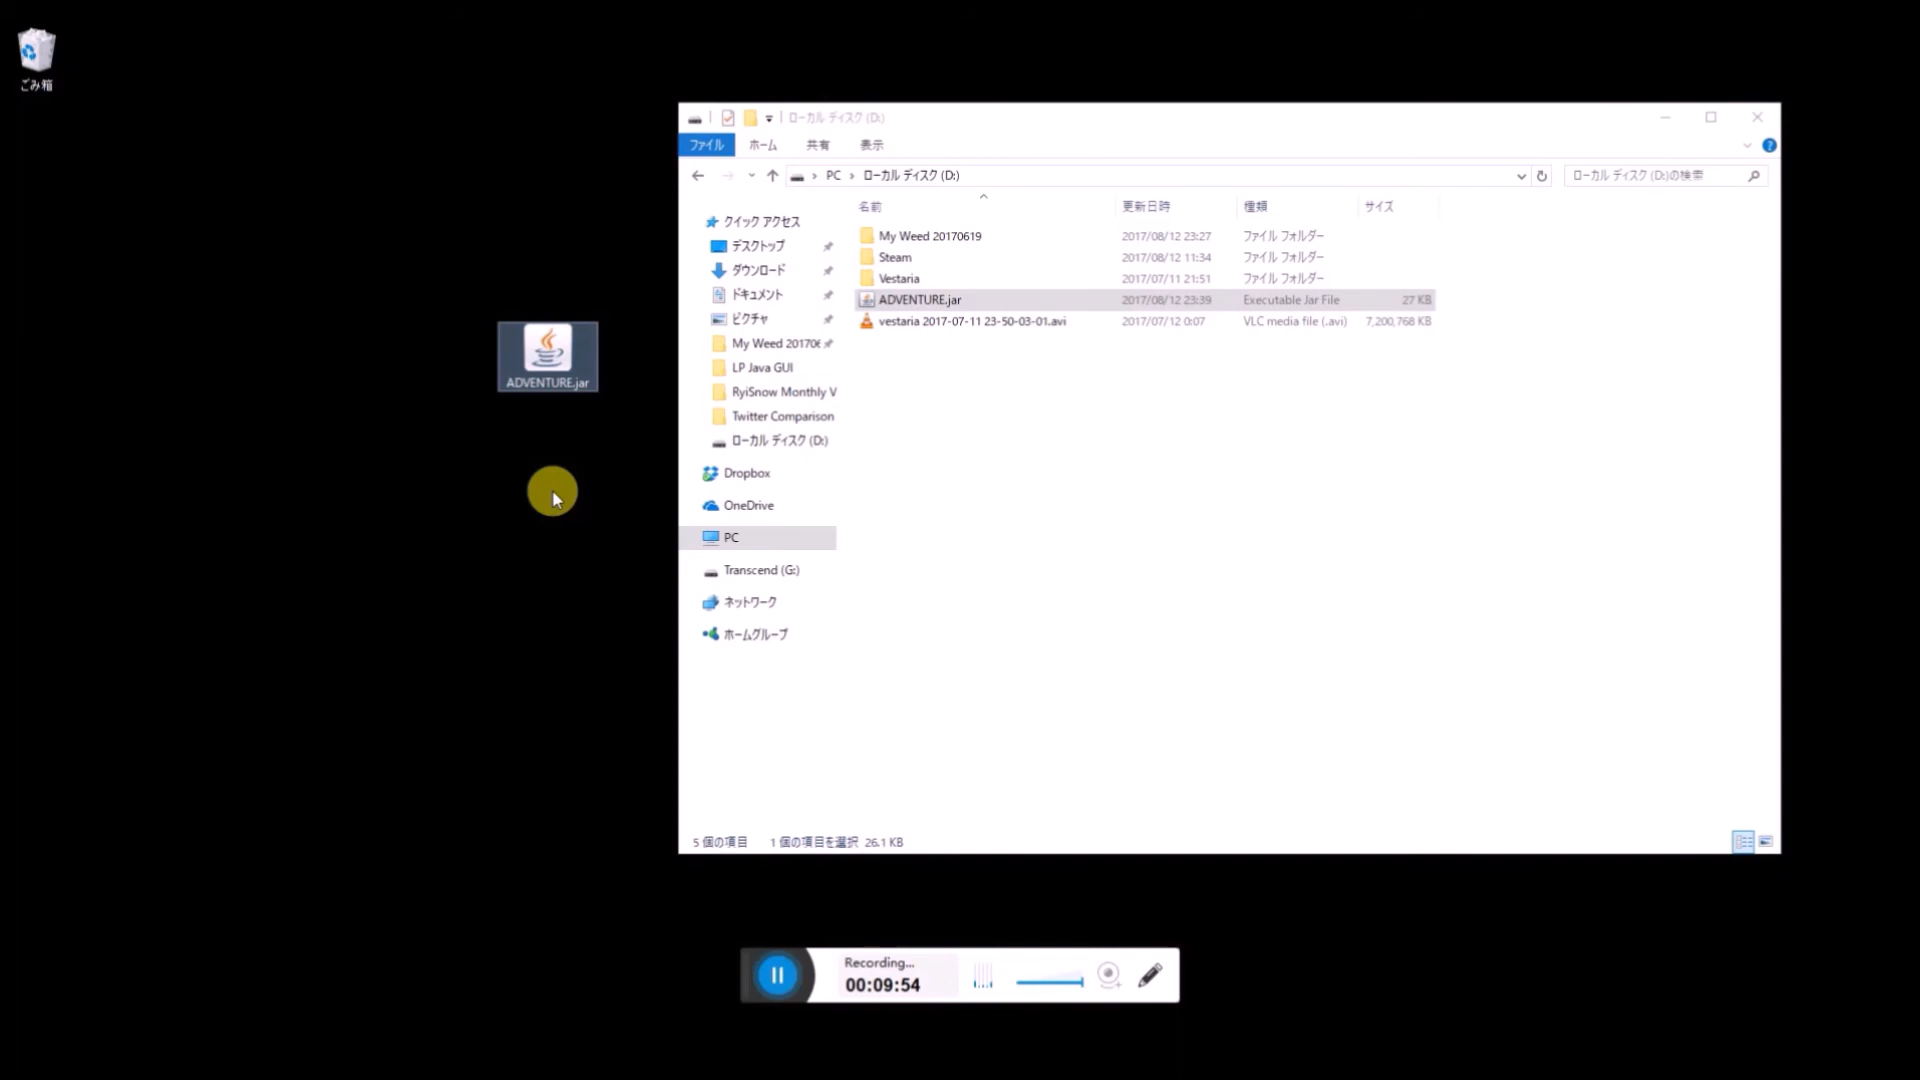 ごみ箱
ADVENTURE.jar
ローカル ディスク (D:)
ファイル ホーム 共有 表示
PC ローカル ディスク (D:) ローカル ディスク (D:)の検索
名前 更新日時 種類 サイズ
My Weed 20170619 2017/08/12 23:27 ファイル フォルダー
Steam 2017/08/12 11:34 ファイル フォルダー
Vestaria 2017/07/11 21:51 ファイル フォルダー
ADVENTURE.jar 2017/08/12 23:39 Executable Jar File 27 KB
vestaria 2017-07-11 23-50-03-01.avi 2017/07/12 0:07 VLC media file (.avi) 7,200,768 KB
クイック アクセス
デスクトップ
ダウンロード
ドキュメント
ピクチャ
My Weed 20170
LP Java GUI
RyiSnow Monthly V
Twitter Comparison
ローカル ディスク (D:)
Dropbox
OneDrive
PC
Transcend (G:)
ネットワーク
ホームグループ
5 個の項目 1 個の項目を選択 26.1 KB
Recording...
00:09:54